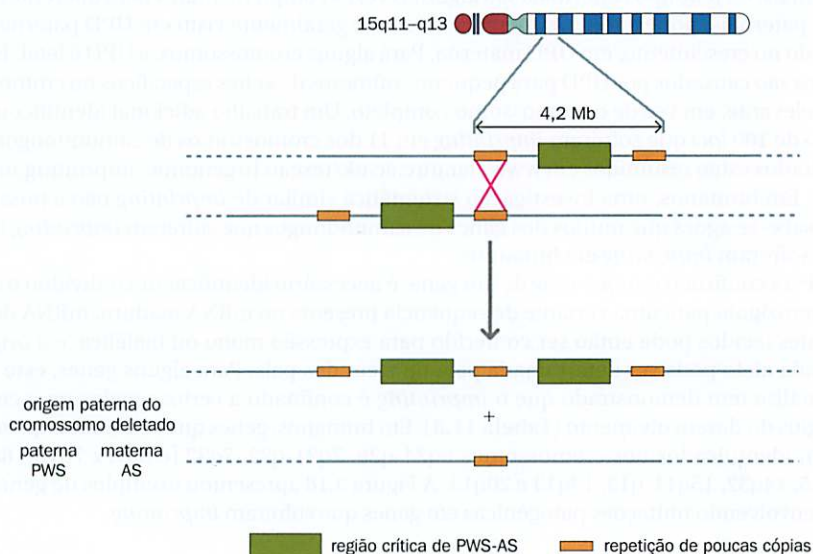 15q11–q13
4,2 Mb
+
origem paterna do
cromossomo deletado
paterna materna
PWS AS
região crítica de PWS-AS
repetição de poucas cópias